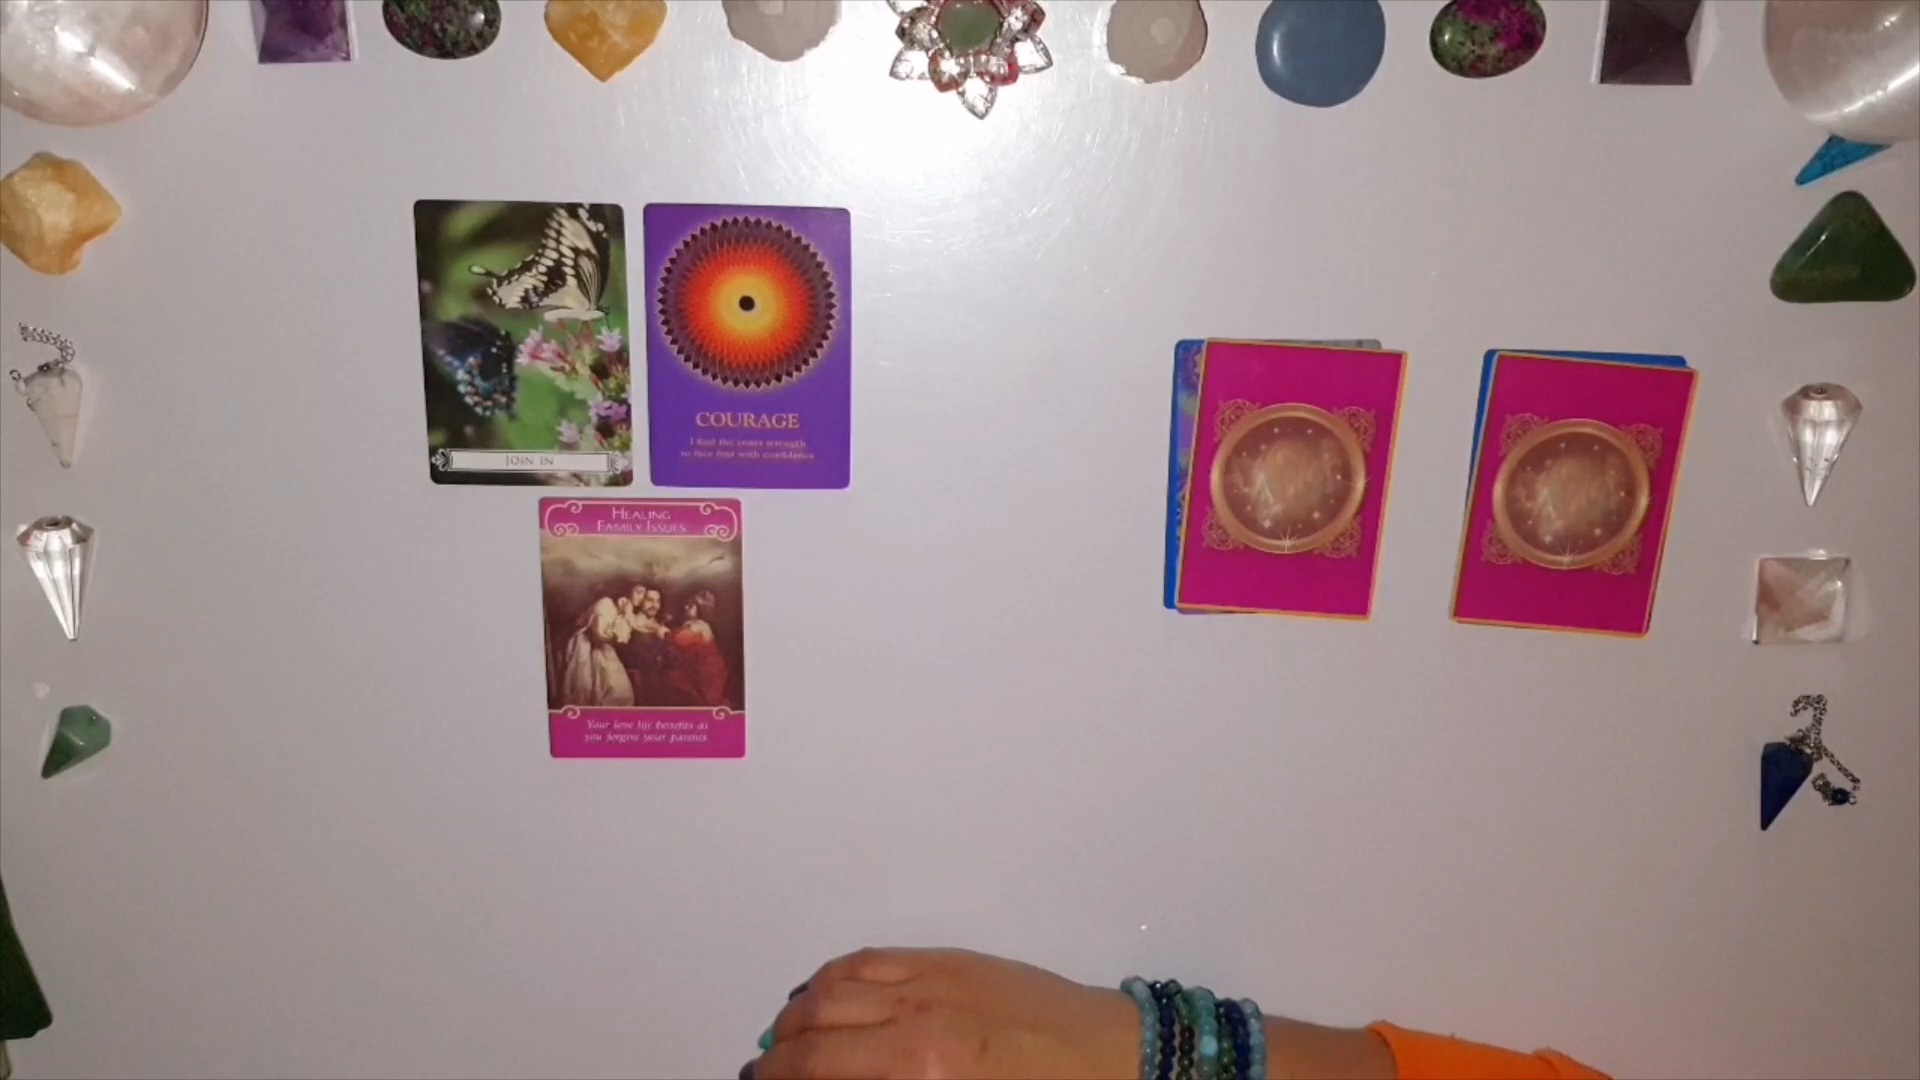 JOIN IN
COURAGE
I find the inner strength
to face fear with confidence
HEALING
FAMILY ISSUES
Your love life benefits as
you forgive your parents